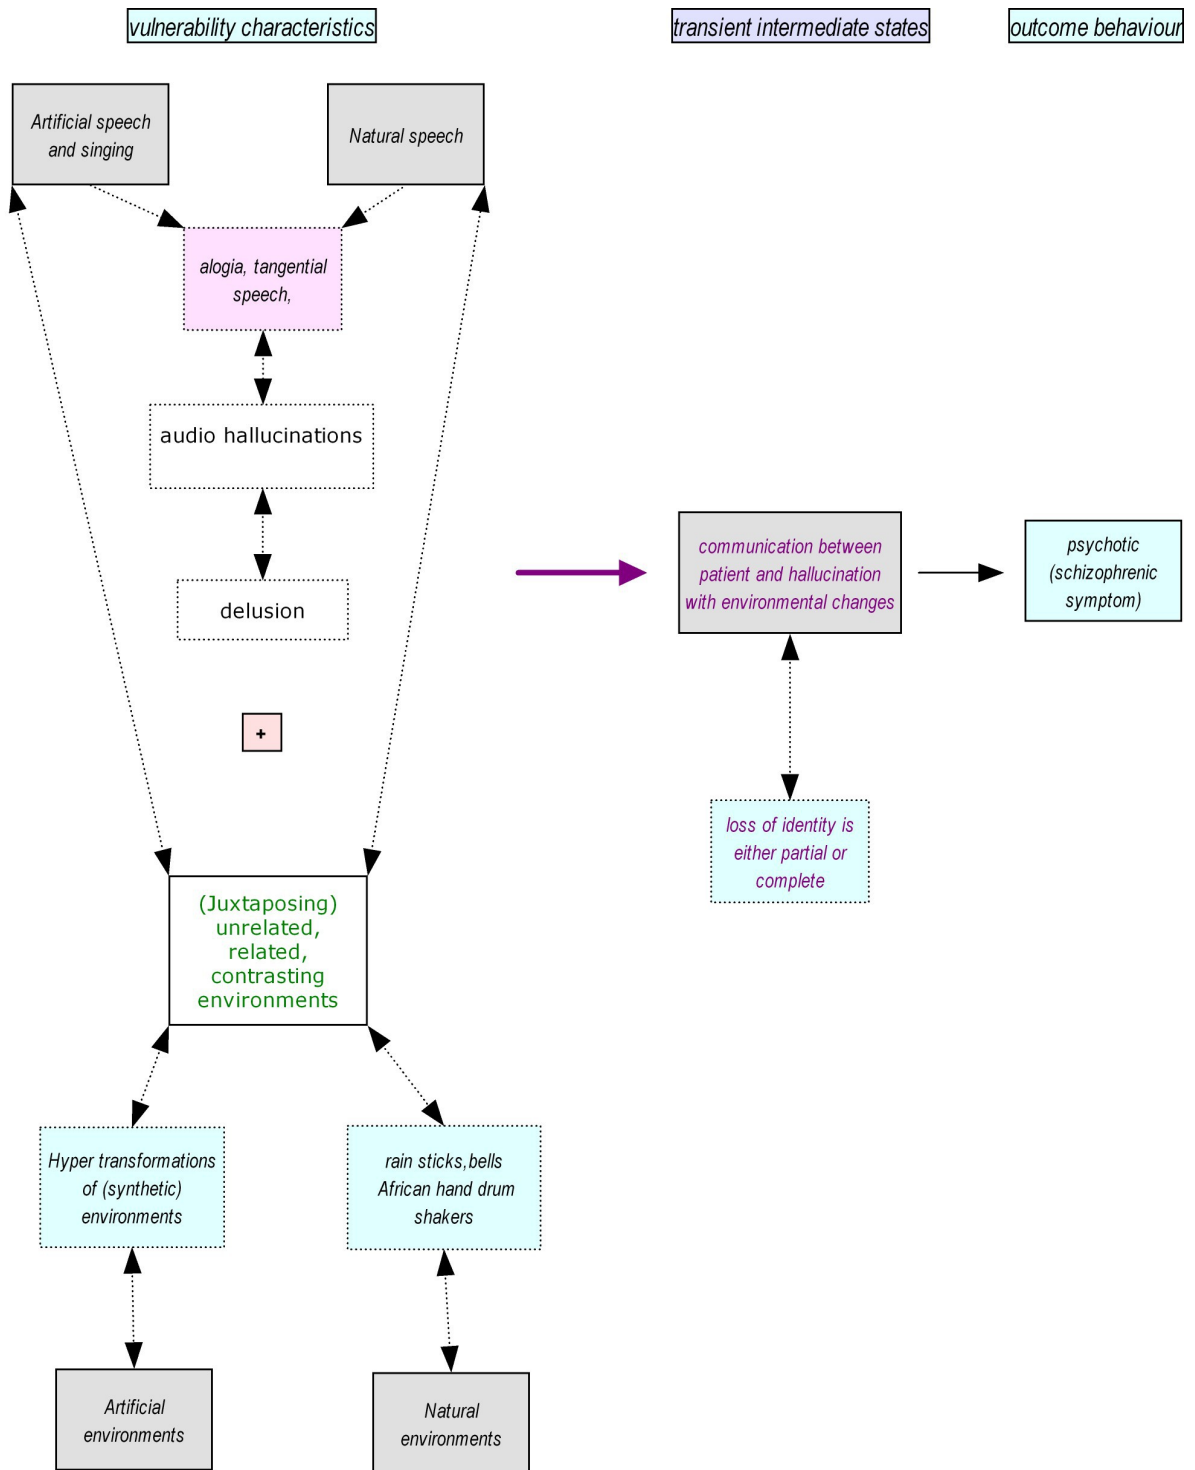 vulnerability characteristics
transient intermediate states
outcome behaviour
Artificial speech
and singing
Natural speech
alogia, tangential
speech,
audio hallucinations
delusion
communication between
patient and hallucination
with environmental changes
psychotic
(schizophrenic
symptom)
+
loss of identity is
either partial or
complete
(Juxtaposing)
unrelated,
related,
contrasting
environments
Hyper transformations
of (synthetic)
environments
rain sticks,bells
African hand drum
shakers
Artificial
environments
Natural
environments